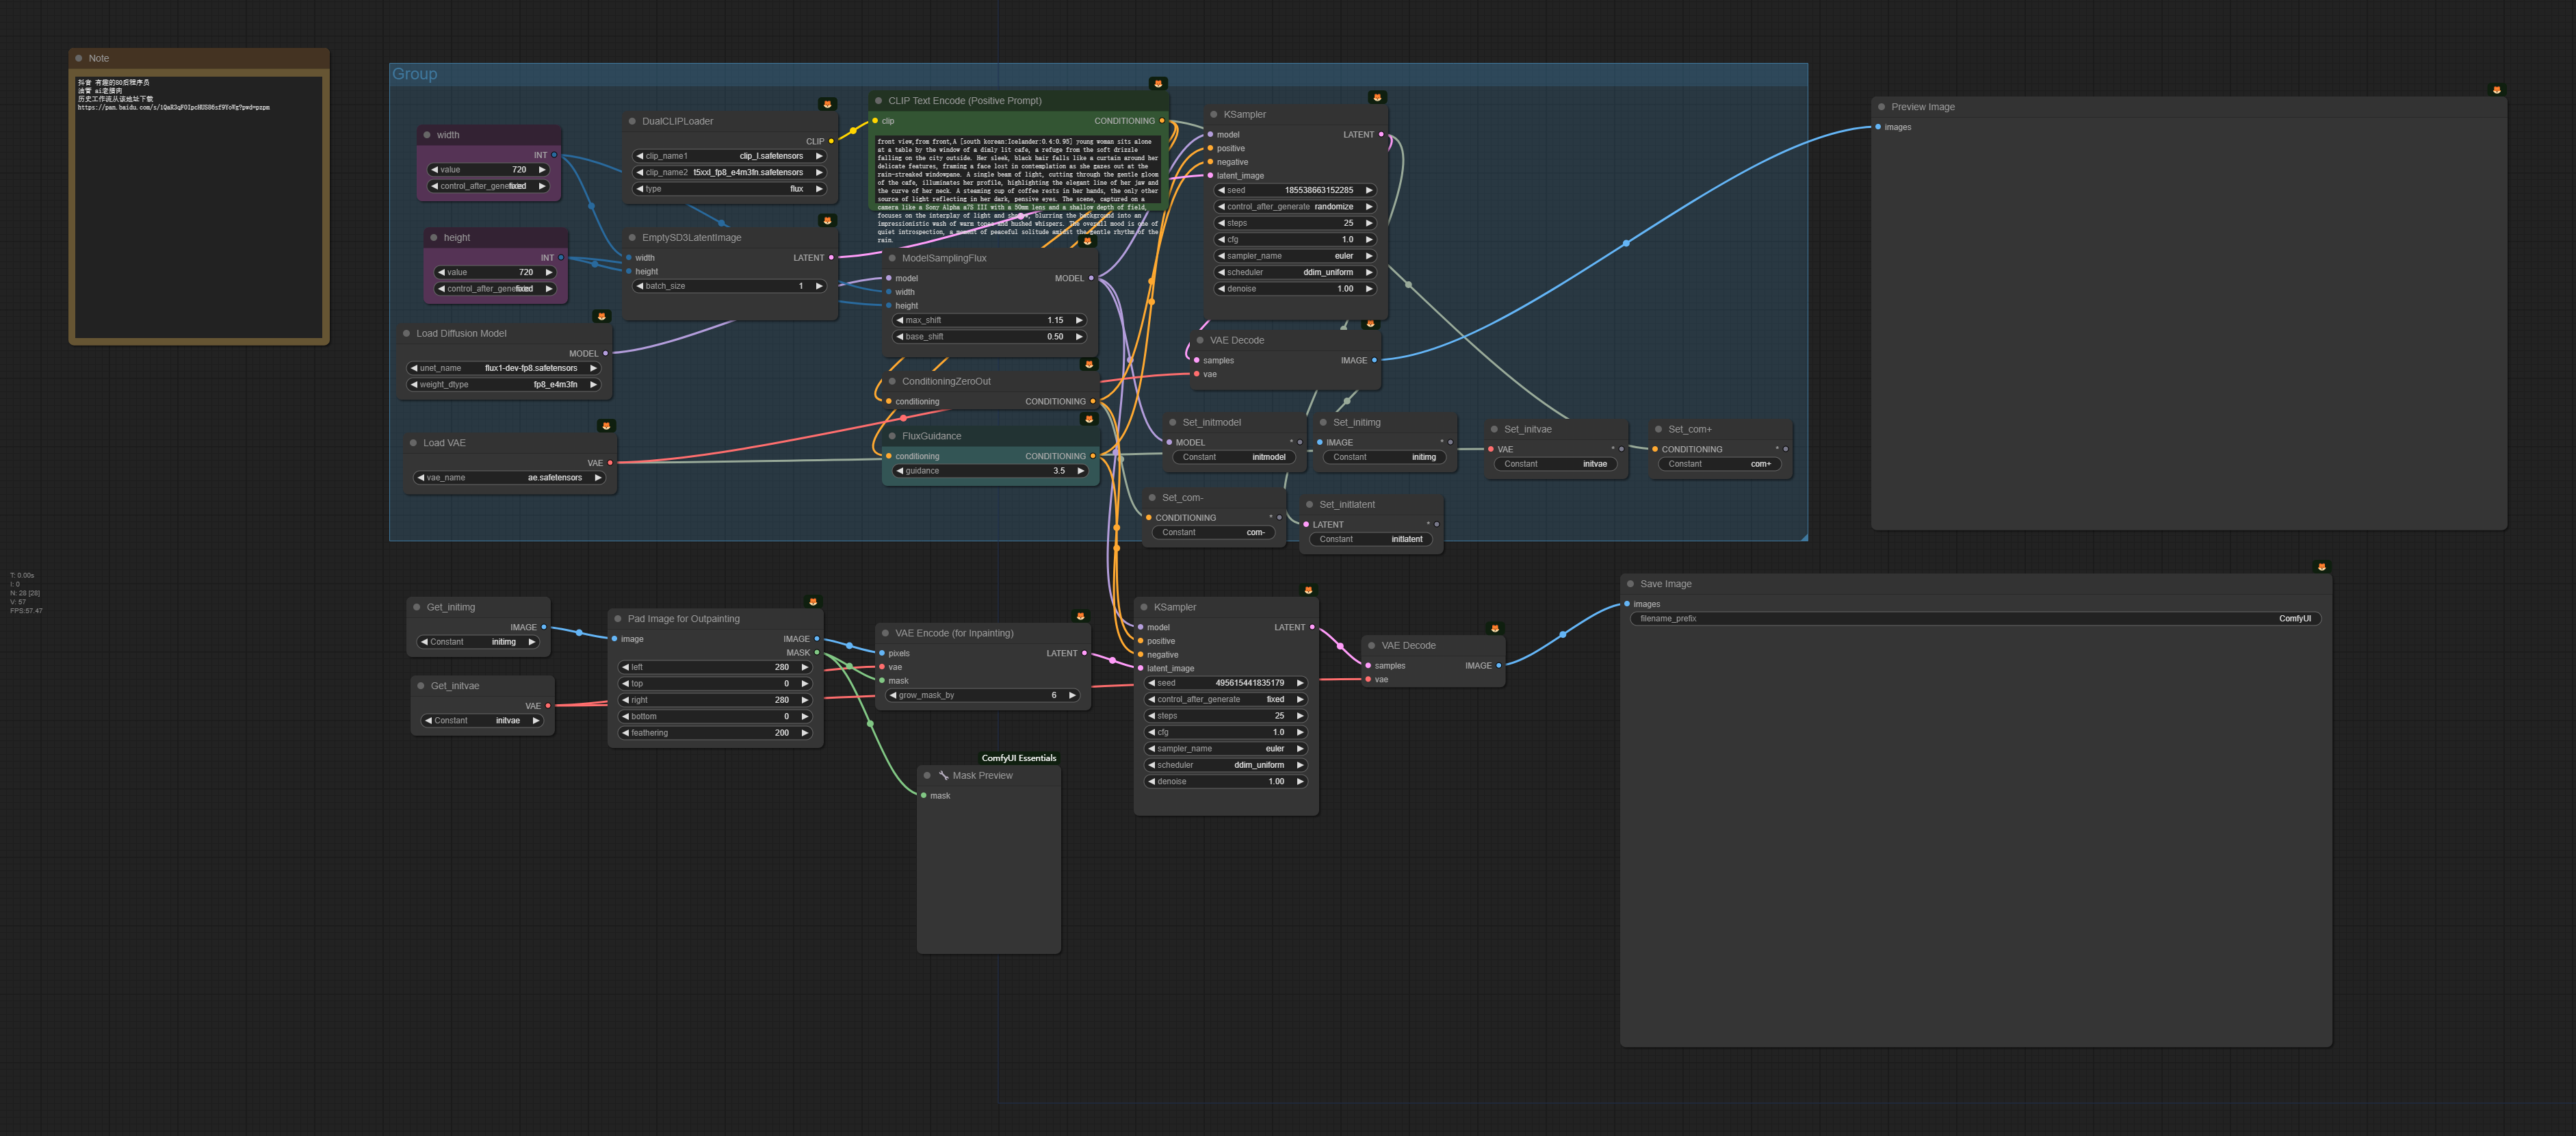 Note
抖音 有趣的80后程序员
油管 ai老腊肉
历史工作流从该地址下载
Group
width
INT
value 720
control_after_generate fixed
height
INT
value 720
control_after_generate fixed
Load Diffusion Model
MODEL
unet_name flux1-dev-fp8.safetensors
weight_dtype fp8_e4m3fn
Load VAE
VAE
vae_name ae.safetensors
DualCLIPLoader
CLIP
clip_name1 clip_l.safetensors
clip_name2 t5xxl_fp8_e4m3fn.safetensors
type flux
EmptySD3LatentImage
width LATENT
height
batch_size 1
CLIP Text Encode (Positive Prompt)
clip CONDITIONING
front view,from front,A [south korean:Icelander:0.4:0.95] young woman sits alone
at a table by the window of a dimly lit cafe, a refuge from the soft drizzle
falling on the city outside. Her sleek, black hair falls like a curtain around her
delicate features, framing a face lost in contemplation as she gazes out at the
rain-streaked windowpane. A single beam of light, cutting through the gentle gloom
of the cafe, illuminates her profile, highlighting the elegant line of her jaw and
the curve of her neck. A steaming cup of coffee rests in her hands, the only other
source of light reflecting in her dark, pensive eyes. The scene, captured on a
camera like a Sony Alpha a7S III with a 50mm lens and a shallow depth of field,
focuses on the interplay of light and shadow, blurring the background into an
impressionistic wash of warm tones and hushed whispers. The overall mood is one of
quiet introspection, a moment of peaceful solitude amidst the gentle rhythm of the
rain.
ModelSamplingFlux
model MODEL
width
height
max_shift 1.15
base_shift 0.50
ConditioningZeroOut
conditioning CONDITIONING
FluxGuidance
conditioning CONDITIONING
guidance 3.5
KSampler
model LATENT
positive
negative
latent_image
seed 185538663152285
control_after_generate randomize
steps 25
cfg 1.0
sampler_name euler
scheduler ddim_uniform
denoise 1.00
VAE Decode
samples IMAGE
vae
Set_initmodel
MODEL *
Constant initmodel
Set_initimg
IMAGE *
Constant initimg
Set_initvae
VAE *
Constant initvae
Set_com+
CONDITIONING *
Constant com+
Set_com-
CONDITIONING *
Constant com-
Set_initlatent
LATENT *
Constant initlatent
Preview Image
images
T: 0.00s
I: 0
N: 28 [28]
V: 57
FPS:57.47
Get_initimg
IMAGE
Constant initimg
Get_initvae
VAE
Constant initvae
Pad Image for Outpainting
image IMAGE
MASK
left 280
top 0
right 280
bottom 0
feathering 200
VAE Encode (for Inpainting)
pixels LATENT
vae
mask
grow_mask_by 6
ComfyUI Essentials
Mask Preview
mask
KSampler
model LATENT
positive
negative
latent_image
seed 495615441835179
control_after_generate fixed
steps 25
cfg 1.0
sampler_name euler
scheduler ddim_uniform
denoise 1.00
VAE Decode
samples IMAGE
vae
Save Image
images
filename_prefix ComfyUI